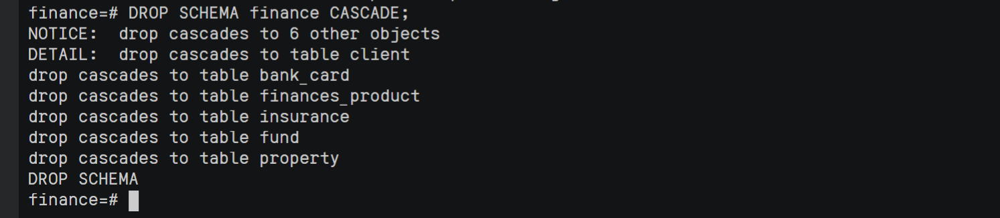 finance=# DROP SCHEMA finance CASCADE;
NOTICE:  drop cascades to 6 other objects
DETAIL:  drop cascades to table client
drop cascades to table bank_card
drop cascades to table finances_product
drop cascades to table insurance
drop cascades to table fund
drop cascades to table property
DROP SCHEMA
finance=#